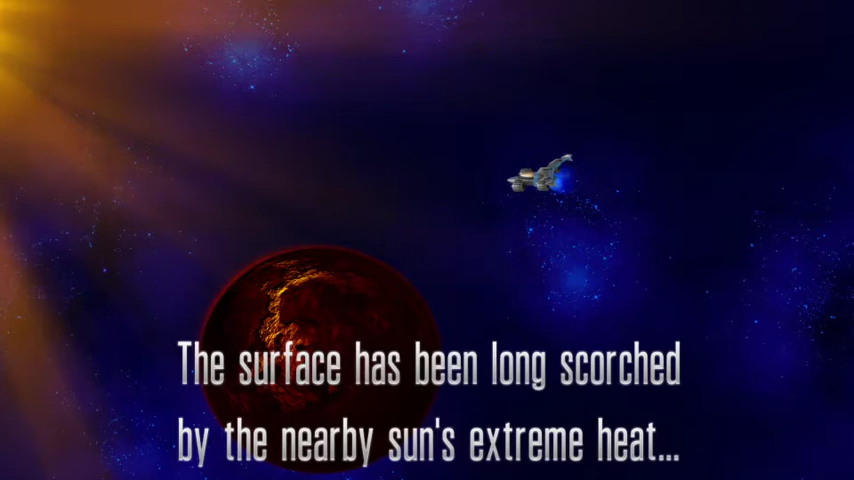 The surface has been long scorched
by the nearby sun's extreme heat...